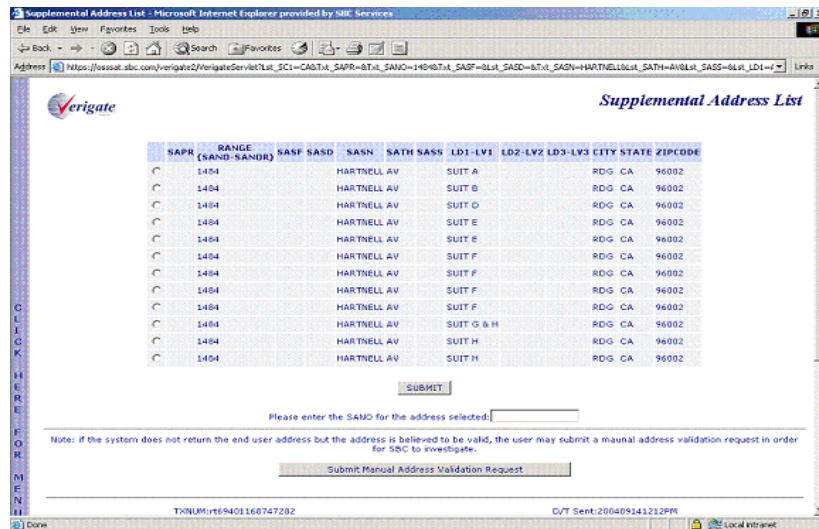 Supplemental Address List - Microsoft Internet Explorer provided by SBC Services
File Edit View Favorites Tools Help
Back Search Favorites
Address https://osssat.sbc.com/verigate2/VerigateServlet?Lst_SC1=CA&Txt_SAPR=&Txt_SANO=1484&Txt_SASF=&Lst_SASD=&Txt_SASN=HARTNELL&Lst_SATH=AV&Lst_SASS=&Lst_LD1= Links
Verigate
Supplemental Address List
SAPR RANGE (SANO-SANOR) SASF SASD SASN SATH SASS LD1-LV1 LD2-LV2 LD3-LV3 CITY STATE ZIPCODE
1484 HARTNELL AV SUIT A RDG CA 96002
1484 HARTNELL AV SUIT B RDG CA 96002
1484 HARTNELL AV SUIT D RDG CA 96002
1484 HARTNELL AV SUIT E RDG CA 96002
1484 HARTNELL AV SUIT E RDG CA 96002
1484 HARTNELL AV SUIT F RDG CA 96002
1484 HARTNELL AV SUIT F RDG CA 96002
1484 HARTNELL AV SUIT F RDG CA 96002
1484 HARTNELL AV SUIT G & H RDG CA 96002
1484 HARTNELL AV SUIT H RDG CA 96002
1484 HARTNELL AV SUIT H RDG CA 96002
SUBMIT
Please enter the SANO for the address selected:
Note: if the system does not return the end user address but the address is believed to be valid, the user may submit a maunal address validation request in order
for SBC to investigate.
Submit Manual Address Validation Request
CLICK HERE FOR MENU
TXNUM:rt69401168747282 D/T Sent:200409141212PM
Done Local intranet